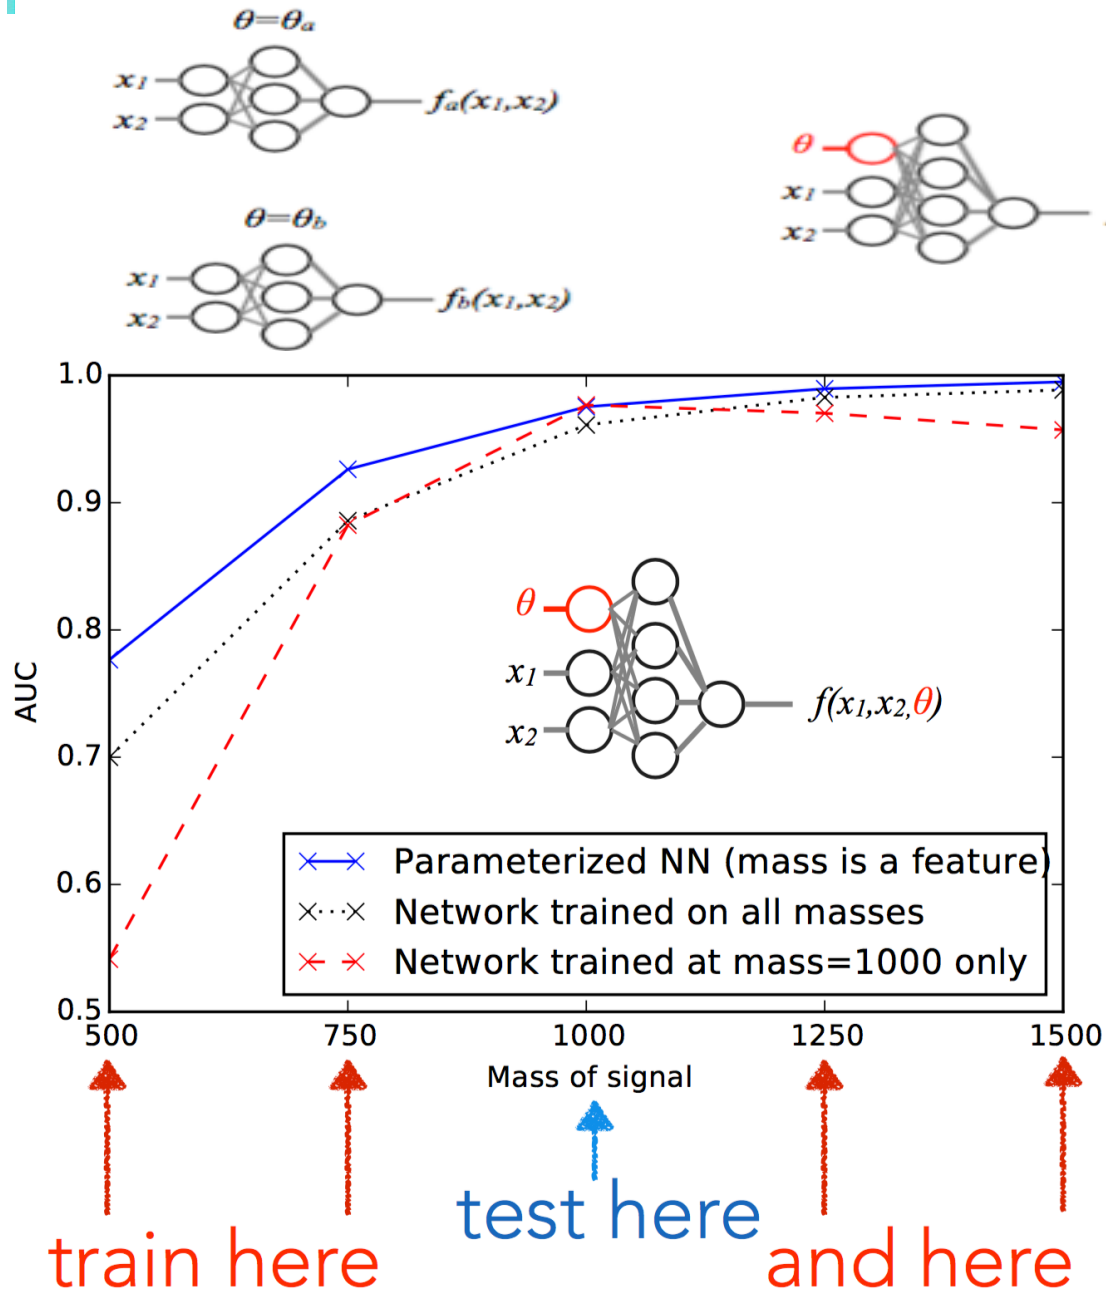 θ=θa
x1
x2
fa(x1,x2)
θ=θb
x1
x2
fb(x1,x2)
θ
x1
x2
1.0
0.9
0.8
0.7
0.6
0.5
AUC
θ
x1
x2
f(x1,x2,θ)
Parameterized NN (mass is a feature)
Network trained on all masses
Network trained at mass=1000 only
500 750 1000 1250 1500
Mass of signal
test here
train here
and here